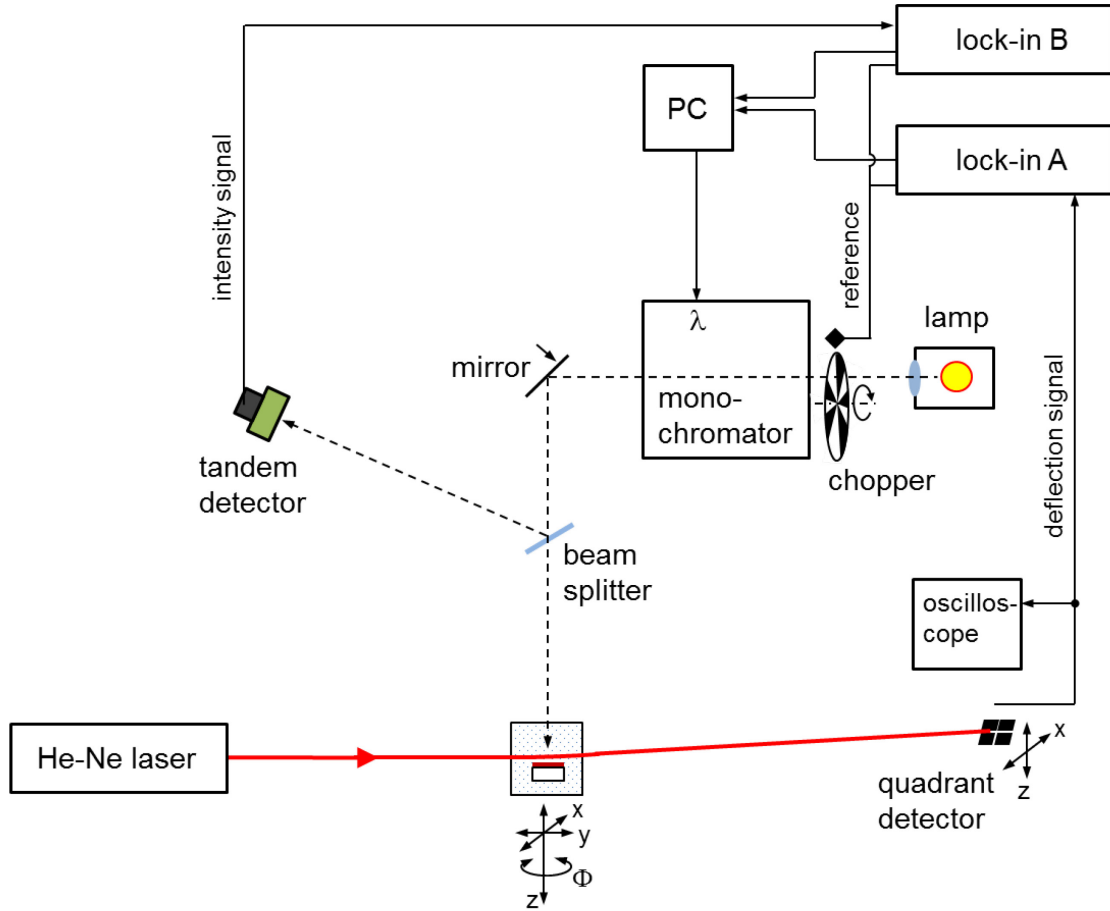 lock-in B
PC
lock-in A
intensity signal
reference
deflection signal
λ
mono-
chromator
lamp
mirror
chopper
tandem
detector
beam
splitter
oscillos-
cope
He-Ne laser
x
z
quadrant
detector
x
y
Φ
z